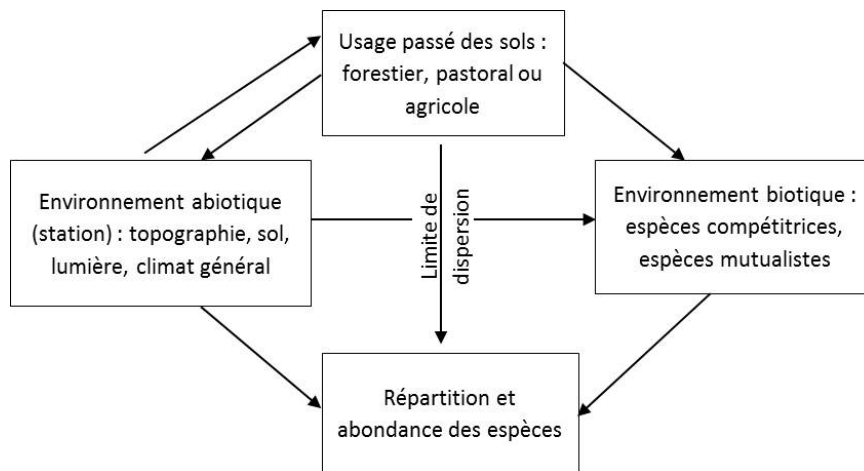 Usage passé des sols :
forestier, pastoral ou
agricole
Environnement abiotique
(station) : topographie, sol,
lumière, climat général
Limite de
dispersion
Environnement biotique :
espèces compétitrices,
espèces mutualistes
Répartition et
abondance des espèces